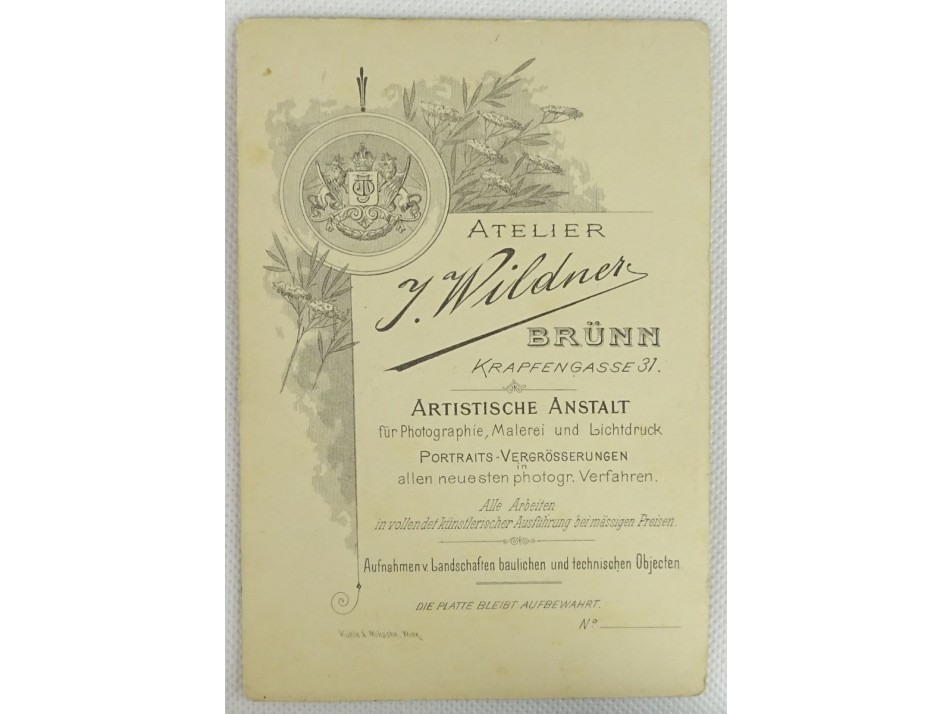 ATELIER
J. Wildner
BRÜNN
KRAPFENGASSE 31.
ARTISTISCHE ANSTALT
für Photographie, Malerei und Lichtdruck
PORTRAITS-VERGRÖSSERUNGEN
in
allen neuesten photogr. Verfahren.
Alle Arbeiten
in vollendet künstlerischer Ausführung bei mässigen Preisen.
Aufnahmen v. Landschaften baulichen und technischen Objecten
DIE PLATTE BLEIBT AUFBEWAHRT.
No
Wien